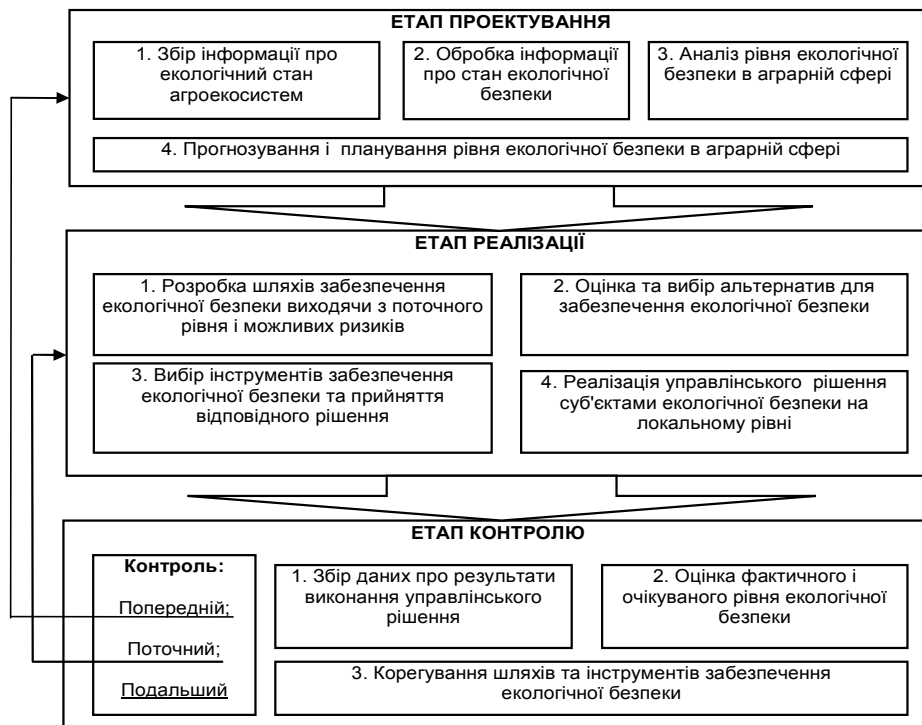 ЕТАП ПРОЕКТУВАННЯ
1. Збір інформації про
екологічний стан
агроекосистем
2. Обробка інформації
про стан екологічної
безпеки
3. Аналіз рівня екологічної
безпеки в аграрній сфері
4. Прогнозування і планування рівня екологічної безпеки в аграрній сфері
ЕТАП РЕАЛІЗАЦІЇ
1. Розробка шляхів забезпечення
екологічної безпеки виходячи з поточного
рівня і можливих ризиків
2. Оцінка та вибір альтернатив для
забезпечення екологічної безпеки
3. Вибір інструментів забезпечення
екологічної безпеки та прийняття
відповідного рішення
4. Реалізація управлінського рішення
суб'єктами екологічної безпеки на
локальному рівні
ЕТАП КОНТРОЛЮ
Контроль:
Попередній;
Поточний;
Подальший
1. Збір даних про результати
виконання управлінського
рішення
2. Оцінка фактичного і
очікуваного рівня екологічної
безпеки
3. Корегування шляхів та інструментів забезпечення
екологічної безпеки